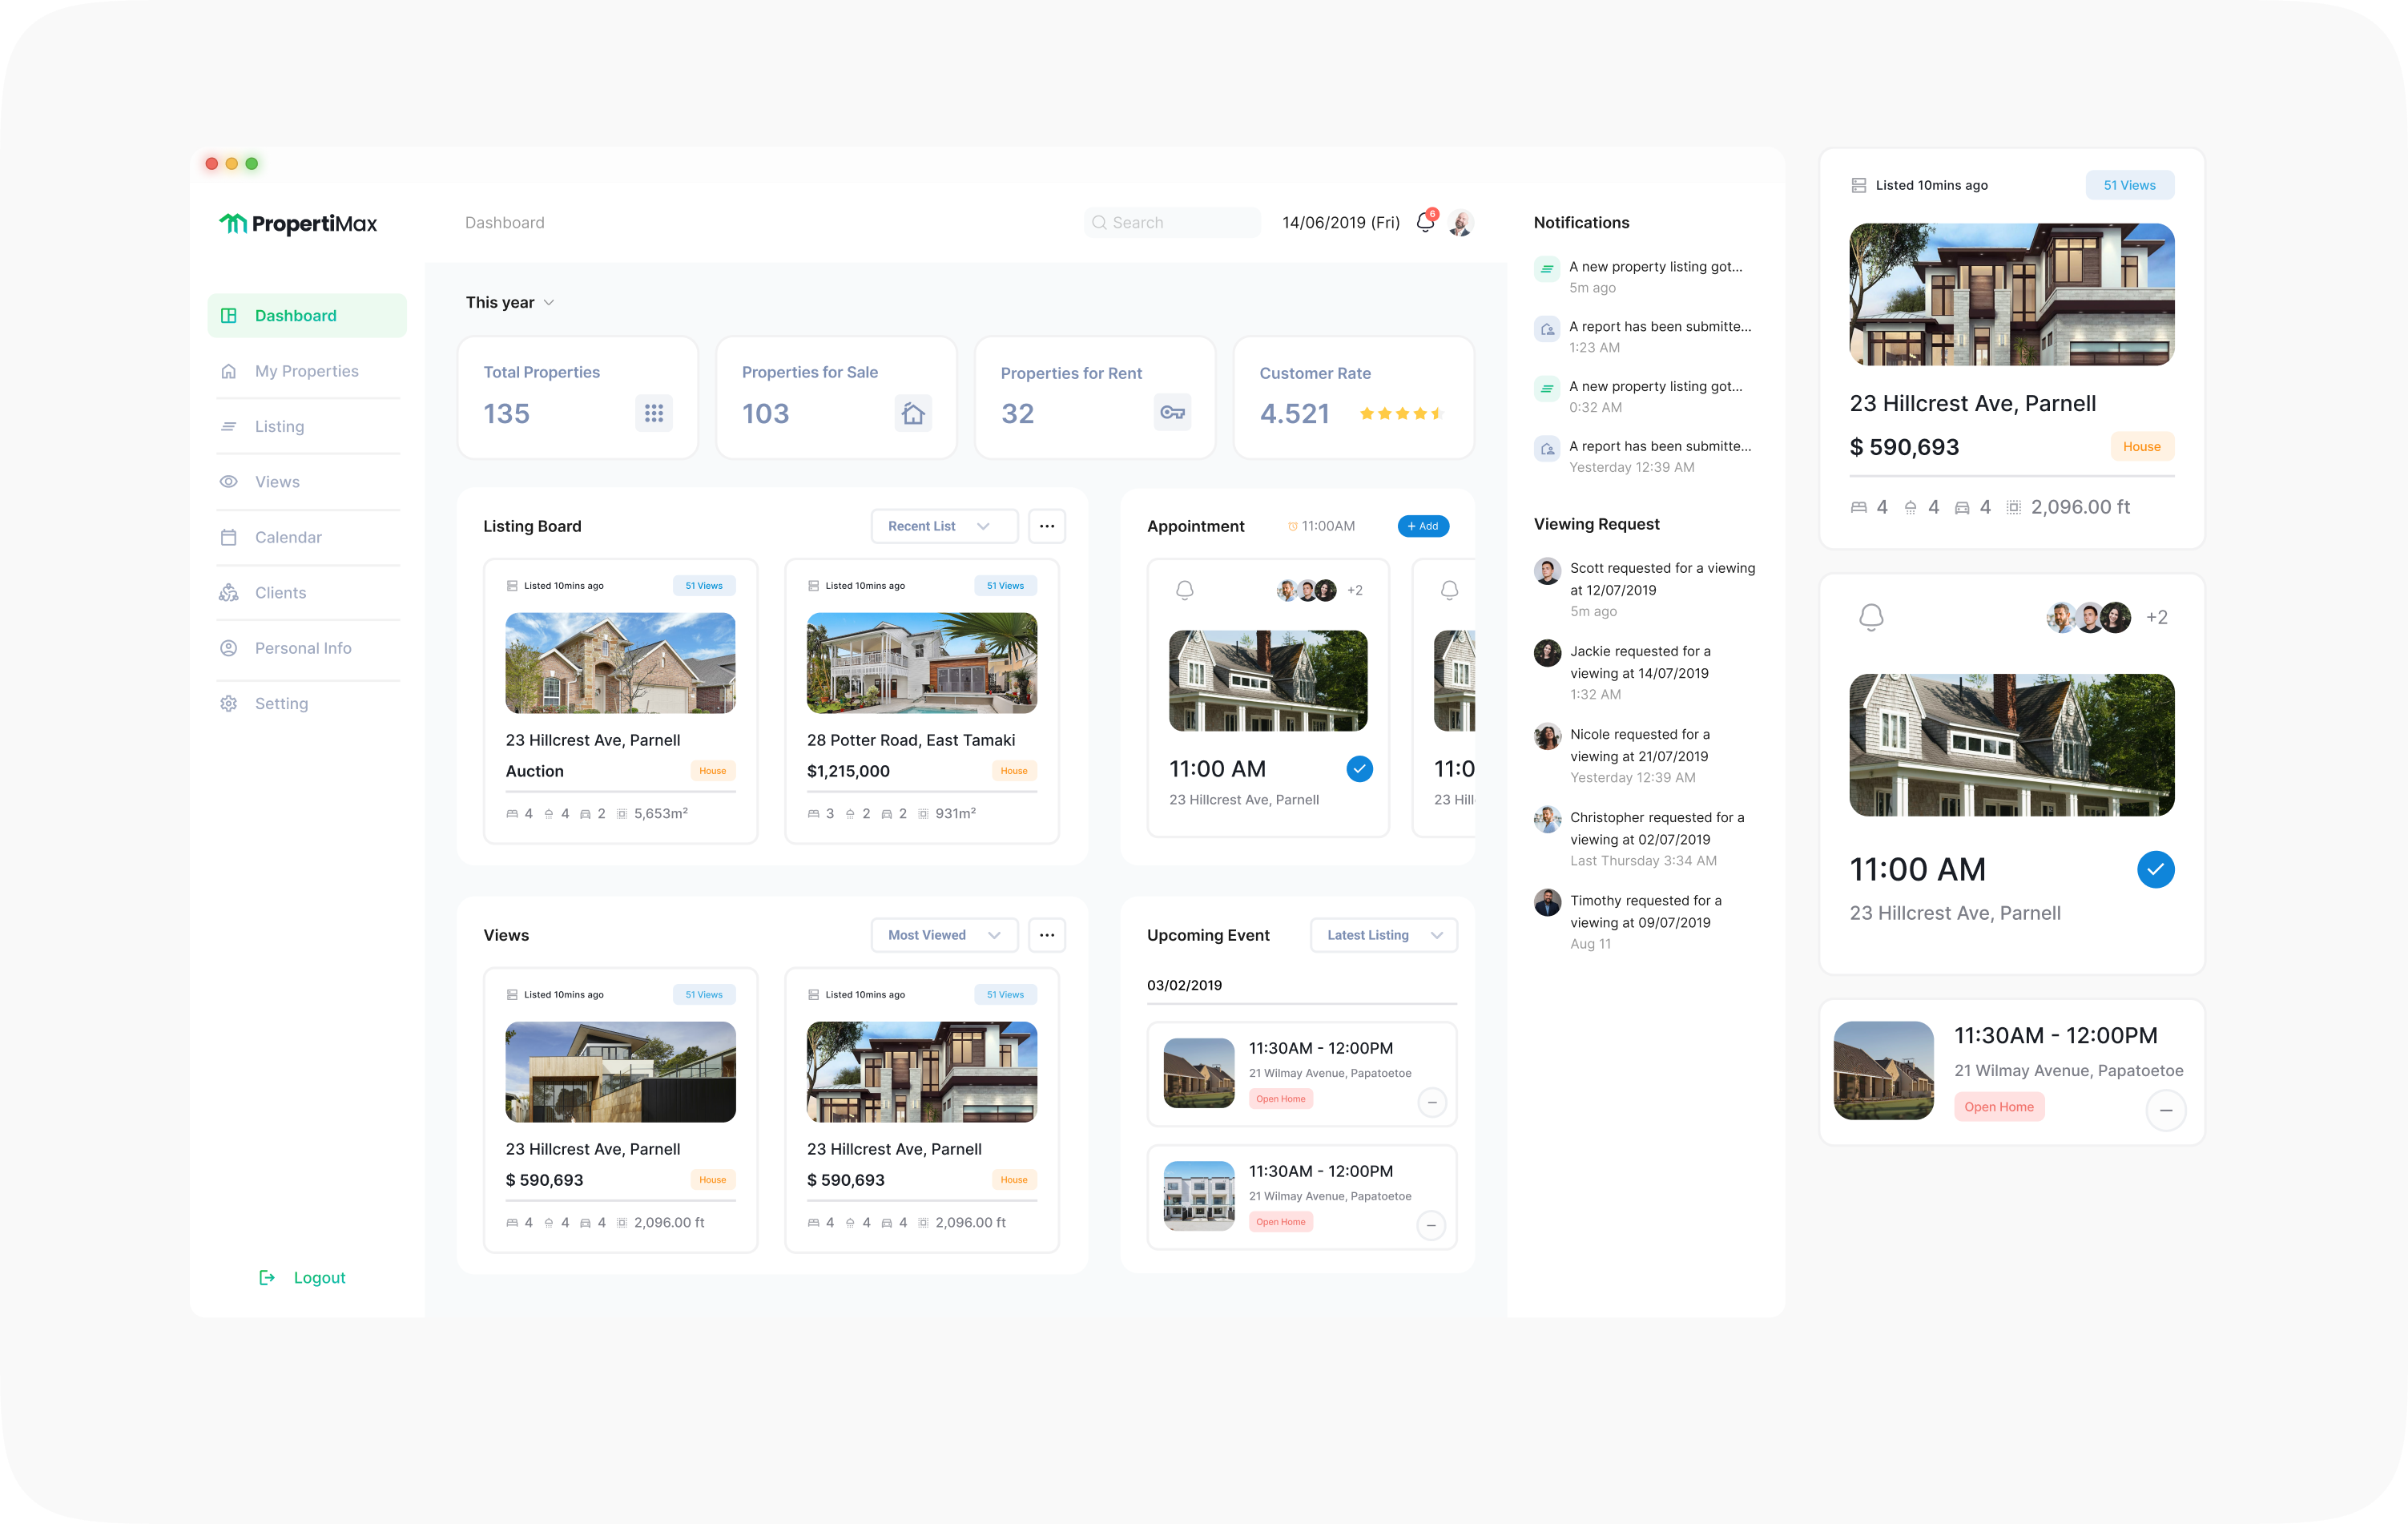 PropertiMax
Dashboard
My Properties
Listing
Views
Calendar
Clients
Personal Info
Setting
Logout
Dashboard
Search
14/06/2019 (Fri)
6
This year
Total Properties
135
Properties for Sale
103
Properties for Rent
32
Customer Rate
4.521
Listing Board
Recent List
Listed 10mins ago
51 Views
23 Hillcrest Ave, Parnell
Auction
House
4 4 2 5,653m²
Listed 10mins ago
51 Views
28 Potter Road, East Tamaki
$1,215,000
House
3 2 2 931m²
Appointment
11:00AM
+ Add
+2
11:00 AM
23 Hillcrest Ave, Parnell
11:0
23 Hill
Views
Most Viewed
Listed 10mins ago
51 Views
23 Hillcrest Ave, Parnell
$ 590,693
House
4 4 4 2,096.00 ft
Listed 10mins ago
51 Views
23 Hillcrest Ave, Parnell
$ 590,693
House
4 4 4 2,096.00 ft
Upcoming Event
Latest Listing
03/02/2019
11:30AM - 12:00PM
21 Wilmay Avenue, Papatoetoe
Open Home
11:30AM - 12:00PM
21 Wilmay Avenue, Papatoetoe
Open Home
Notifications
A new property listing got...
5m ago
A report has been submitte...
1:23 AM
A new property listing got...
0:32 AM
A report has been submitte...
Yesterday 12:39 AM
Viewing Request
Scott requested for a viewing
at 12/07/2019
5m ago
Jackie requested for a
viewing at 14/07/2019
1:32 AM
Nicole requested for a
viewing at 21/07/2019
Yesterday 12:39 AM
Christopher requested for a
viewing at 02/07/2019
Last Thursday 3:34 AM
Timothy requested for a
viewing at 09/07/2019
Aug 11
Listed 10mins ago
51 Views
23 Hillcrest Ave, Parnell
$ 590,693
House
4 4 4 2,096.00 ft
+2
11:00 AM
23 Hillcrest Ave, Parnell
11:30AM - 12:00PM
21 Wilmay Avenue, Papatoetoe
Open Home